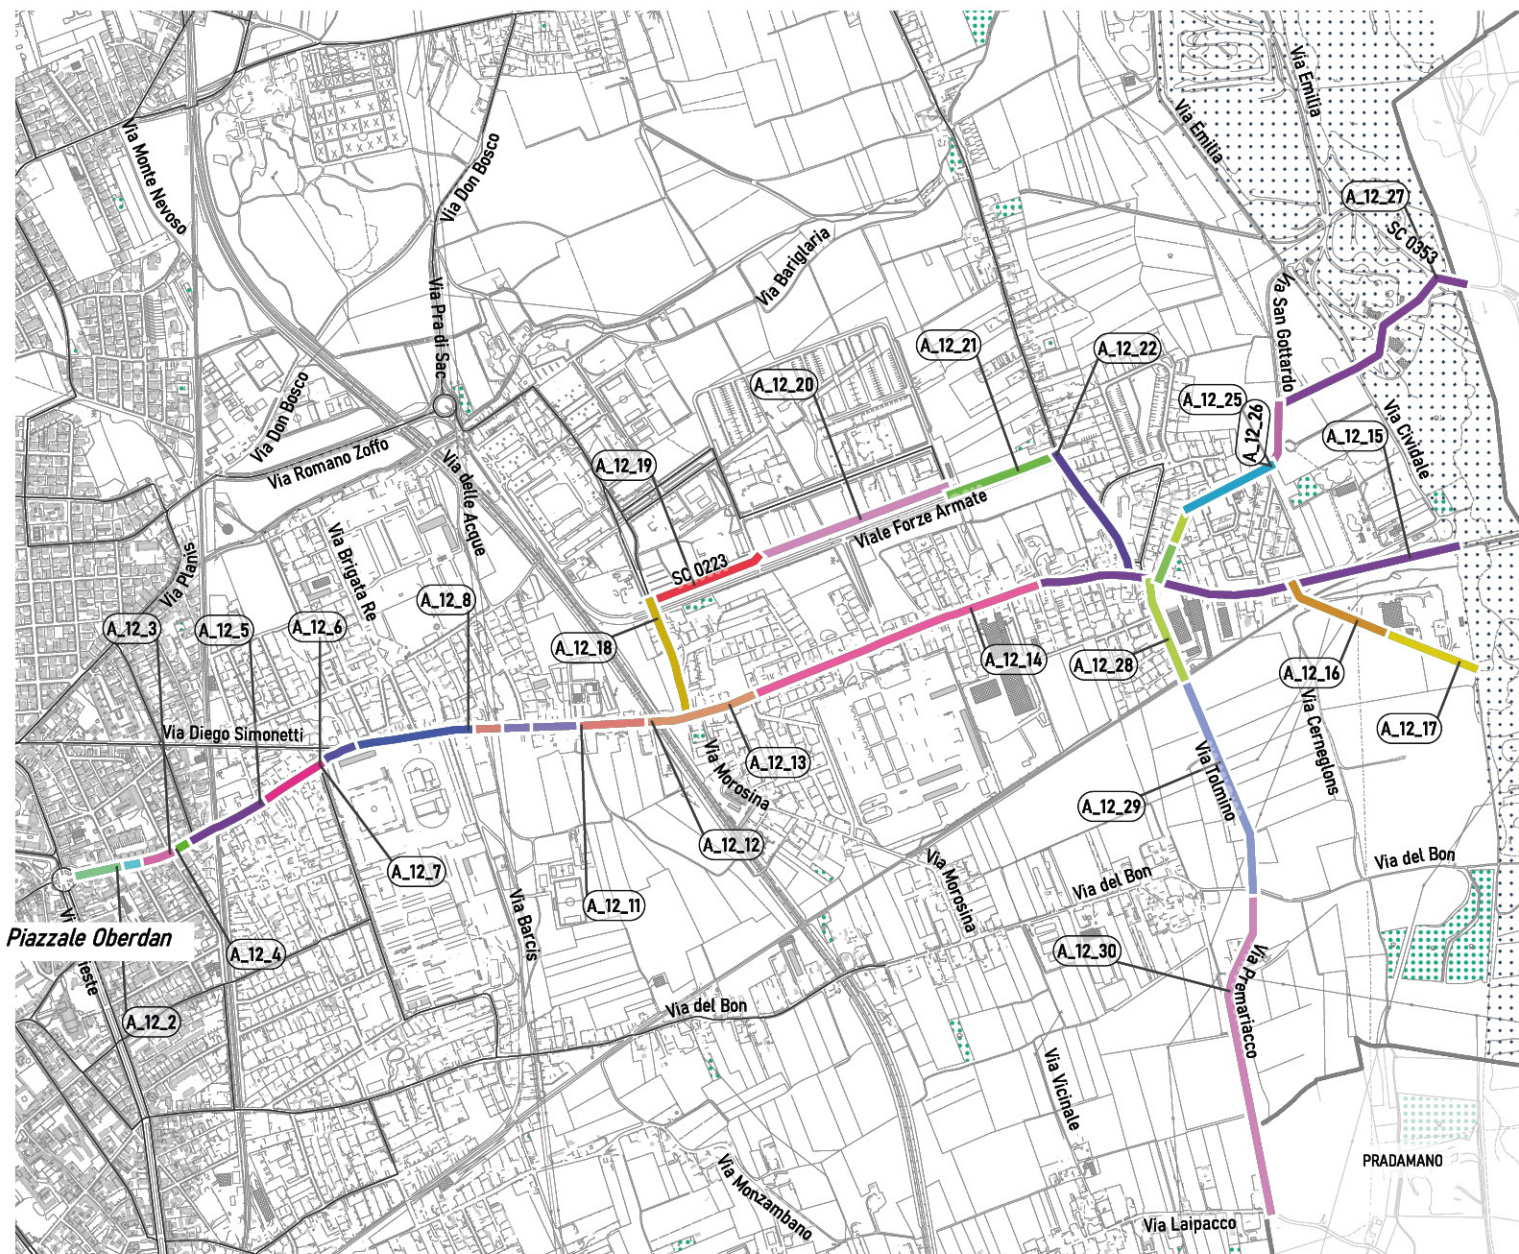 Via Emilia
Via Emilia
Via Monte Nevoso
Via Don Bosco
A_12_27
SC 0353
Via Bariglaria
Via Pra di Sac
Via San Gottardo
A_12_21
A_12_22
A_12_20
A_12_25
A_12_26
Via Don Bosco
Via Cividale
A_12_15
Via Romano Zoffo
A_12_19
Via delle Acque
Viale Forze Armate
Via Planis
Via Brigata Re
SC 0223
A_12_3
A_12_5
A_12_6
A_12_8
A_12_18
A_12_14
A_12_28
A_12_16
Via Cerneglons
A_12_17
Via Diego Simonetti
Via Morosina
A_12_13
Via Tolmino
A_12_29
A_12_12
A_12_7
Via Morosina
Via del Bon
Via del Bon
A_12_11
Via Barcis
Piazzale Oberdan
A_12_4
A_12_30
Via Premariacco
A_12_2
Via del Bon
Via Vicinale
PRADAMANO
Via Monzambano
Via Laipacco